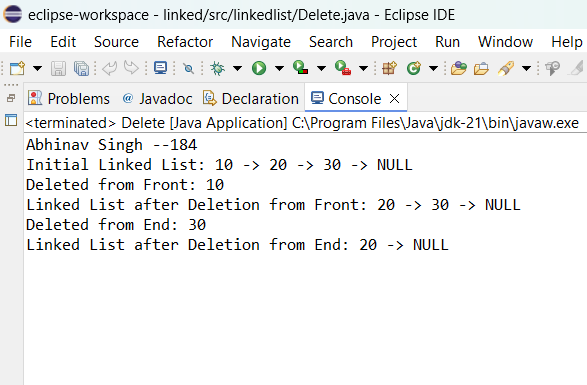 eclipse-workspace - linked/src/linkedlist/Delete.java - Eclipse IDE
File Edit Source Refactor Navigate Search Project Run Window Help
Problems @ Javadoc Declaration Console
<terminated> Delete [Java Application] C:\Program Files\Java\jdk-21\bin\javaw.exe
Abhinav Singh --184
Initial Linked List: 10 -> 20 -> 30 -> NULL
Deleted from Front: 10
Linked List after Deletion from Front: 20 -> 30 -> NULL
Deleted from End: 30
Linked List after Deletion from End: 20 -> NULL